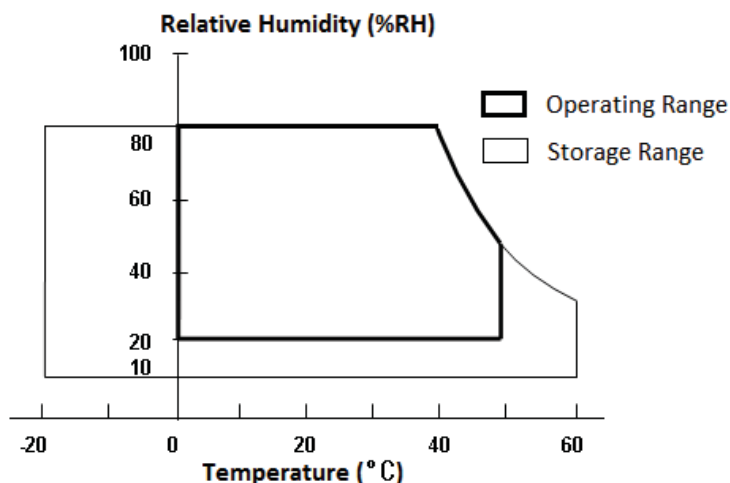 Relative Humidity (%RH)
100
80
60
40
20
10
Operating Range
Storage Range
-20 0 20 40 60
Temperature (°C)